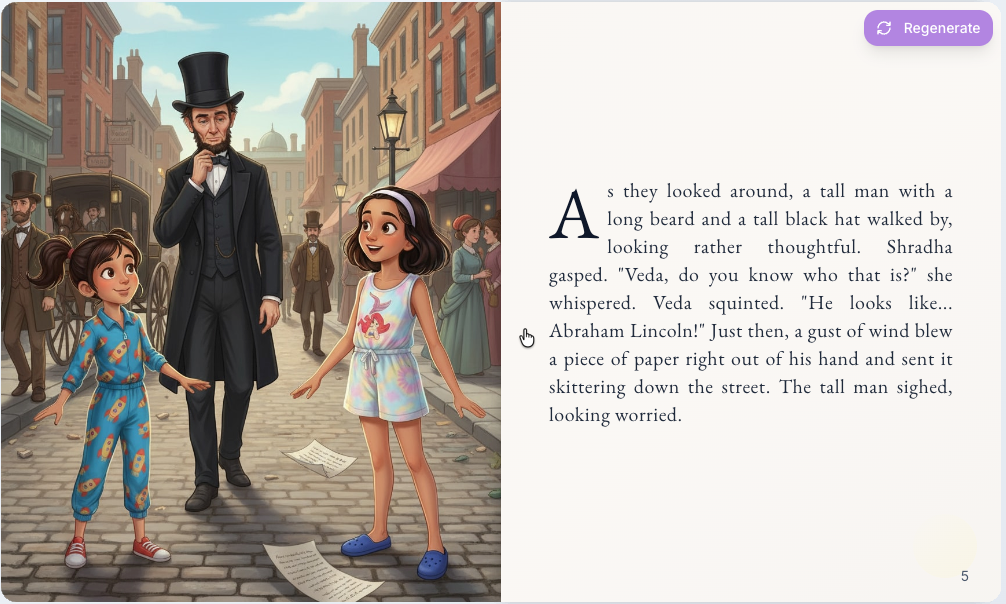 Regenerate
As they looked around, a tall man with a
long beard and a tall black hat walked by,
looking rather thoughtful. Shradha
gasped. "Veda, do you know who that is?" she
whispered. Veda squinted. "He looks like...
Abraham Lincoln!" Just then, a gust of wind blew
a piece of paper right out of his hand and sent it
skittering down the street. The tall man sighed,
looking worried.
5